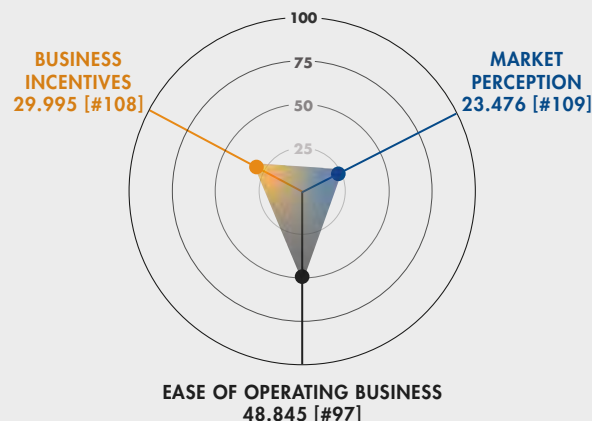 100
BUSINESS
INCENTIVES
29.995 [#108]
75
MARKET
PERCEPTION
23.476 [#109]
50
25
EASE OF OPERATING BUSINESS
48.845 [#97]